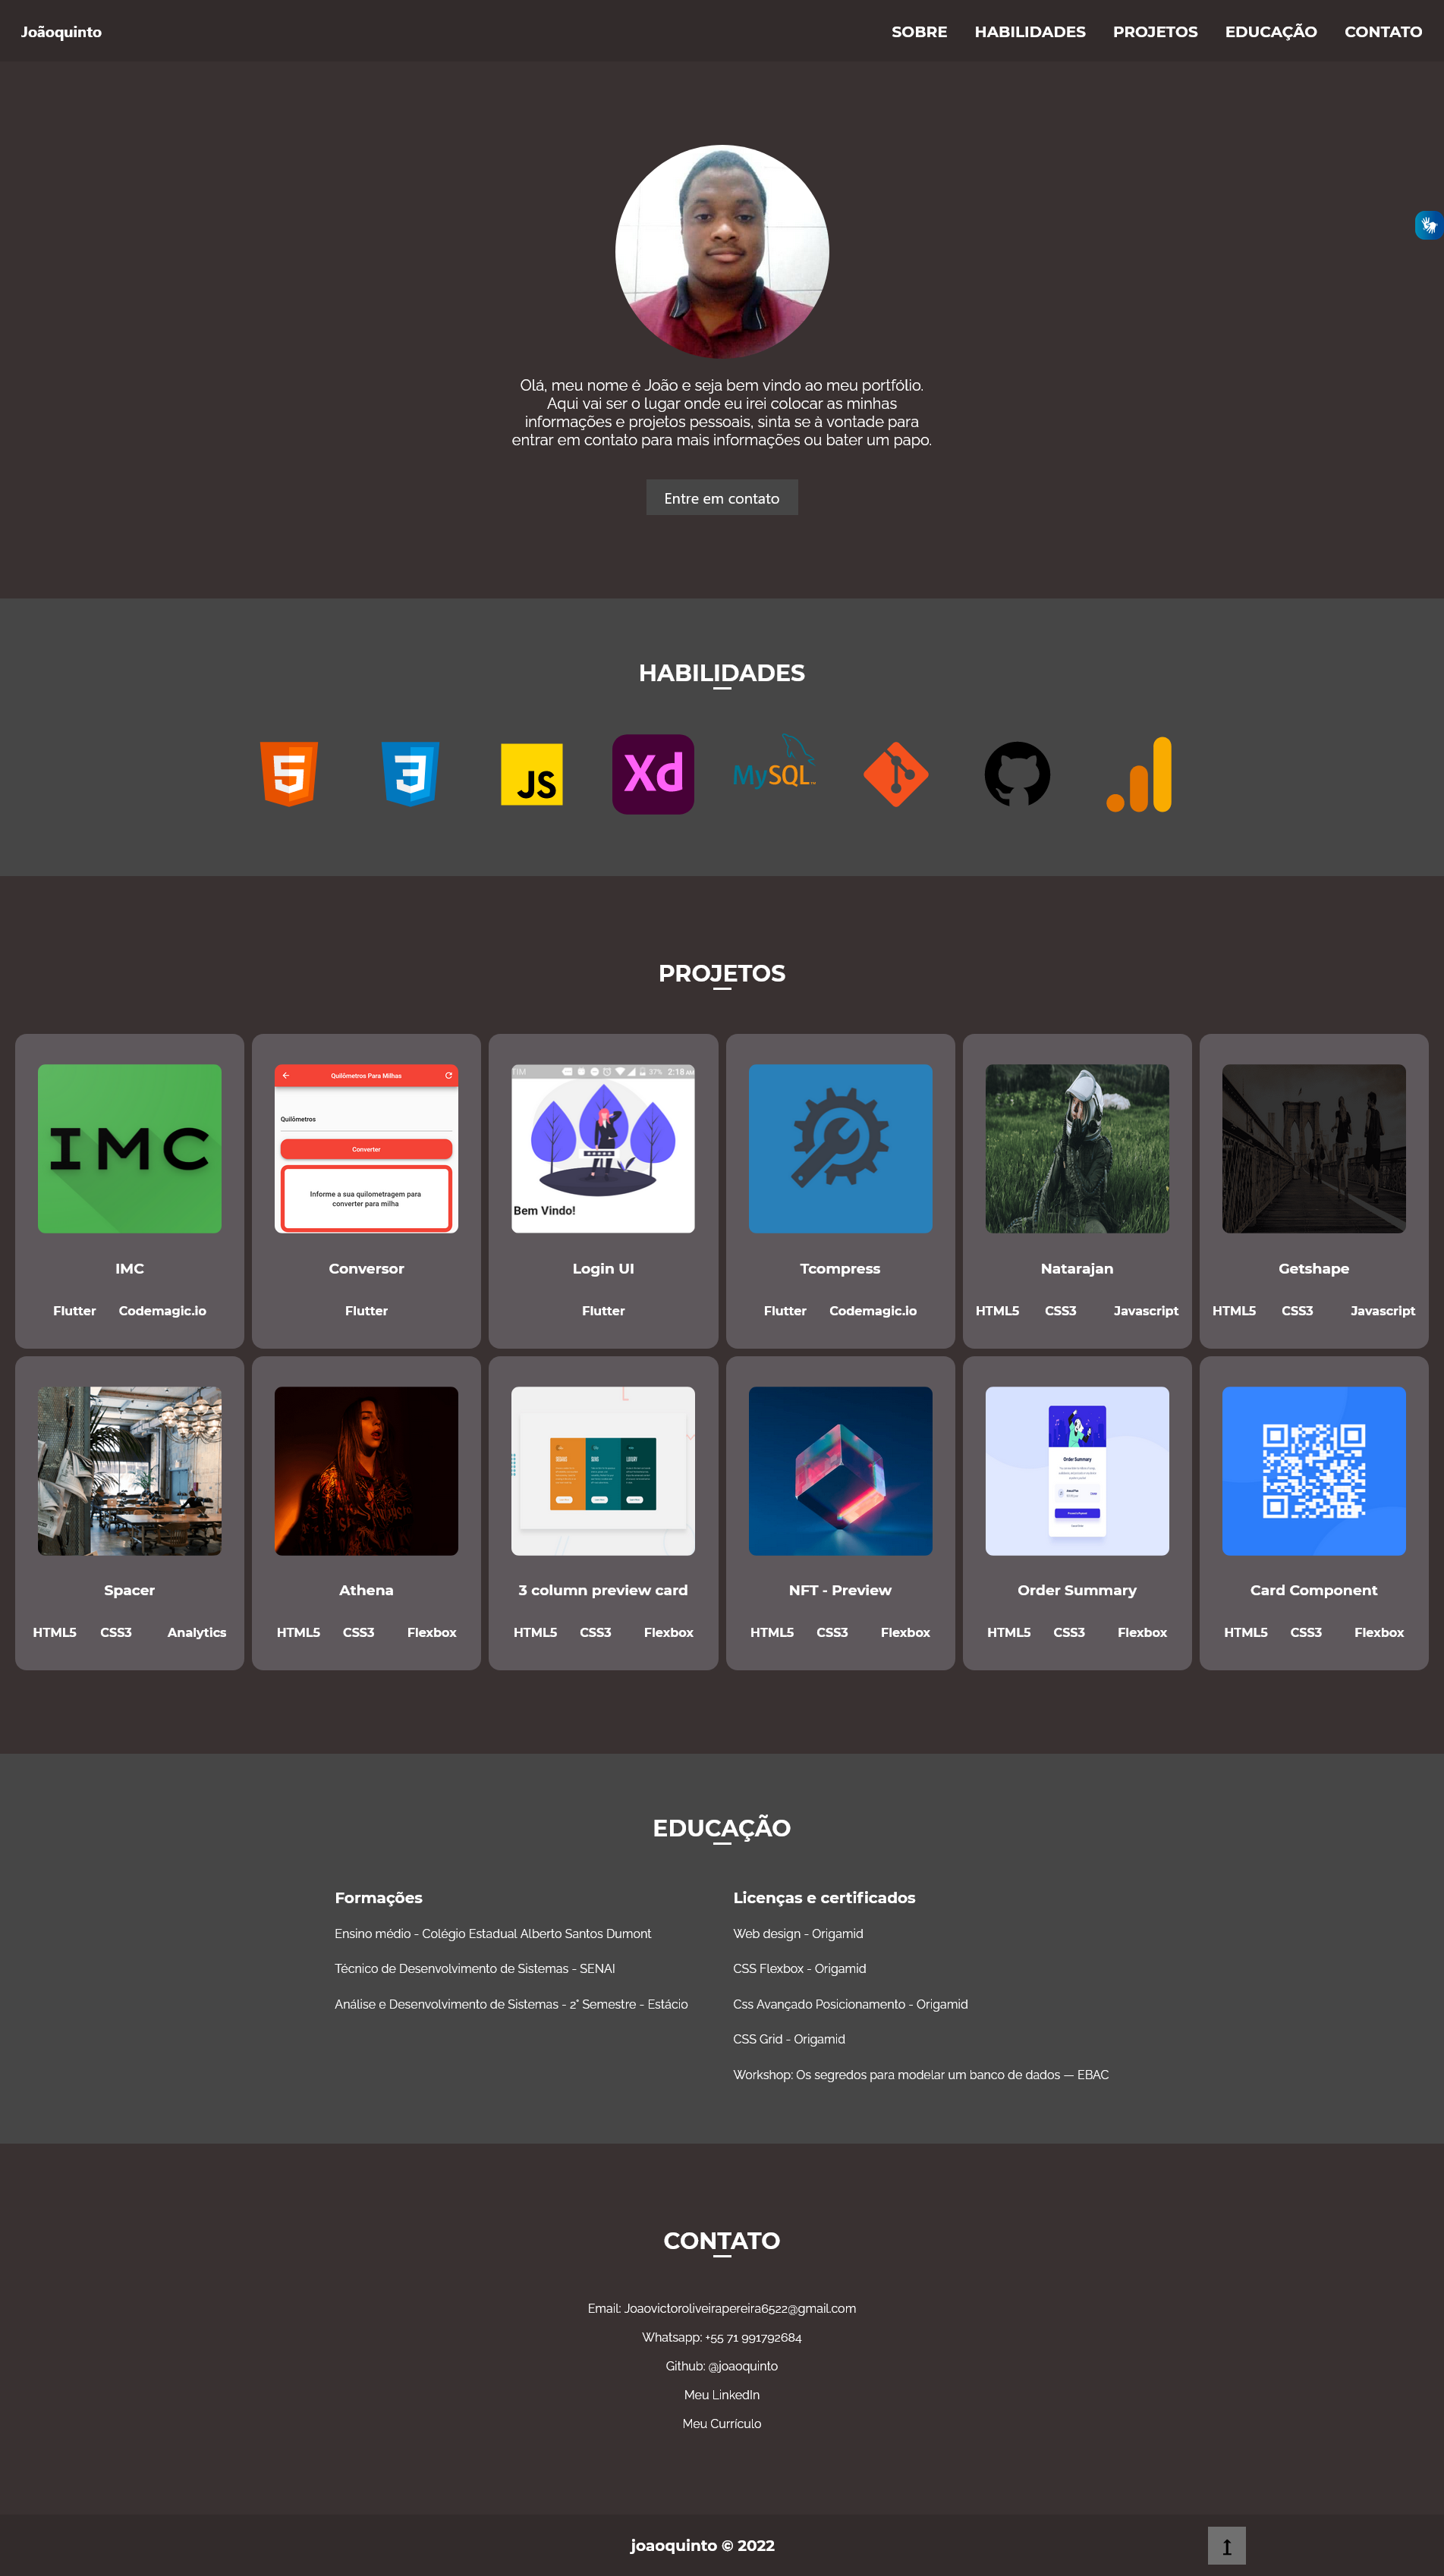 Joãoquinto
SOBRE HABILIDADES PROJETOS EDUCAÇÃO CONTATO
Olá, meu nome é João e seja bem vindo ao meu portfólio.
Aqui vai ser o lugar onde eu irei colocar as minhas
informações e projetos pessoais, sinta se à vontade para
entrar em contato para mais informações ou bater um papo.
Entre em contato
HABILIDADES
5 3 JS Xd MySQL
PROJETOS
IMC
Quilômetros Para Milhas
Quilômetros
Converter
Informe a sua quilometragem para
converter para milha
TIM 37% 2:18 AM
Bem Vindo!
IMC
Flutter Codemagic.io
Conversor
Flutter
Login UI
Flutter
Tcompress
Flutter Codemagic.io
Natarajan
HTML5 CSS3 Javascript
Getshape
HTML5 CSS3 Javascript
Order Summary
Spacer
HTML5 CSS3 Analytics
Athena
HTML5 CSS3 Flexbox
3 column preview card
HTML5 CSS3 Flexbox
NFT - Preview
HTML5 CSS3 Flexbox
Order Summary
HTML5 CSS3 Flexbox
Card Component
HTML5 CSS3 Flexbox
EDUCAÇÃO
Formações
Ensino médio - Colégio Estadual Alberto Santos Dumont
Técnico de Desenvolvimento de Sistemas - SENAI
Análise e Desenvolvimento de Sistemas - 2° Semestre - Estácio
Licenças e certificados
Web design - Origamid
CSS Flexbox - Origamid
Css Avançado Posicionamento - Origamid
CSS Grid - Origamid
Workshop: Os segredos para modelar um banco de dados — EBAC
CONTATO
Email: Joaovictoroliveirapereira6522@gmail.com
Whatsapp: +55 71 991792684
Github: @joaoquinto
Meu LinkedIn
Meu Currículo
joaoquinto © 2022